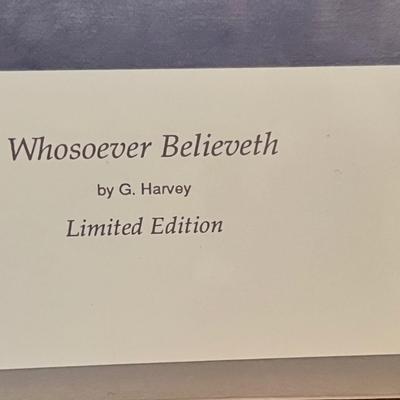 Whosoever Believeth
by G. Harvey
Limited Edition